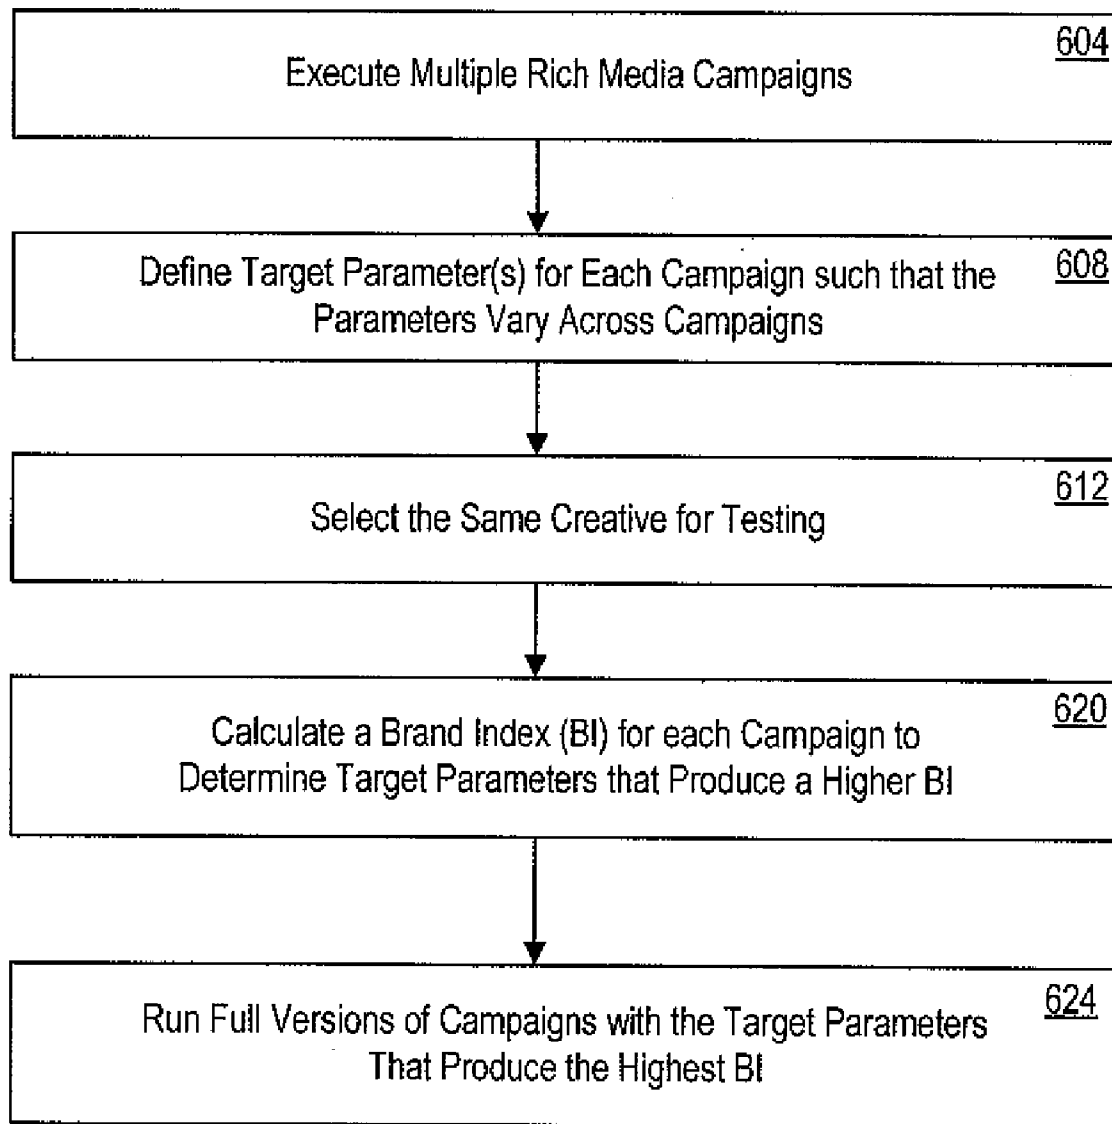 604
Execute Multiple Rich Media Campaigns
608
Define Target Parameter(s) for Each Campaign such that the
Parameters Vary Across Campaigns
612
Select the Same Creative for Testing
620
Calculate a Brand Index (BI) for each Campaign to
Determine Target Parameters that Produce a Higher BI
624
Run Full Versions of Campaigns with the Target Parameters
That Produce the Highest BI